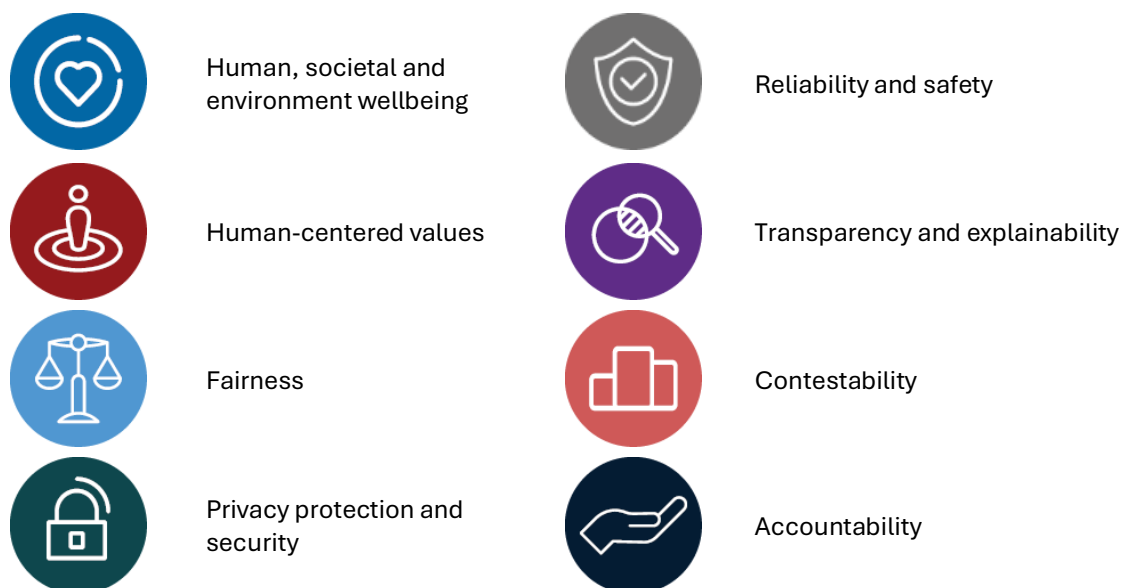 Human, societal and
environment wellbeing
Reliability and safety
Human-centered values
Transparency and explainability
Fairness
Contestability
Privacy protection and
security
Accountability